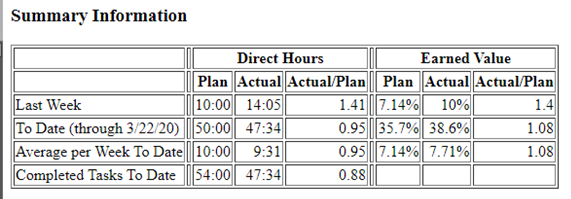 Summary Information
Direct Hours Earned Value
Plan Actual Actual/Plan Plan Actual Actual/Plan
Last Week 10:00 14:05 1.41 7.14% 10% 1.4
To Date (through 3/22/20) 50:00 47:34 0.95 35.7% 38.6% 1.08
Average per Week To Date 10:00 9:31 0.95 7.14% 7.71% 1.08
Completed Tasks To Date 54:00 47:34 0.88